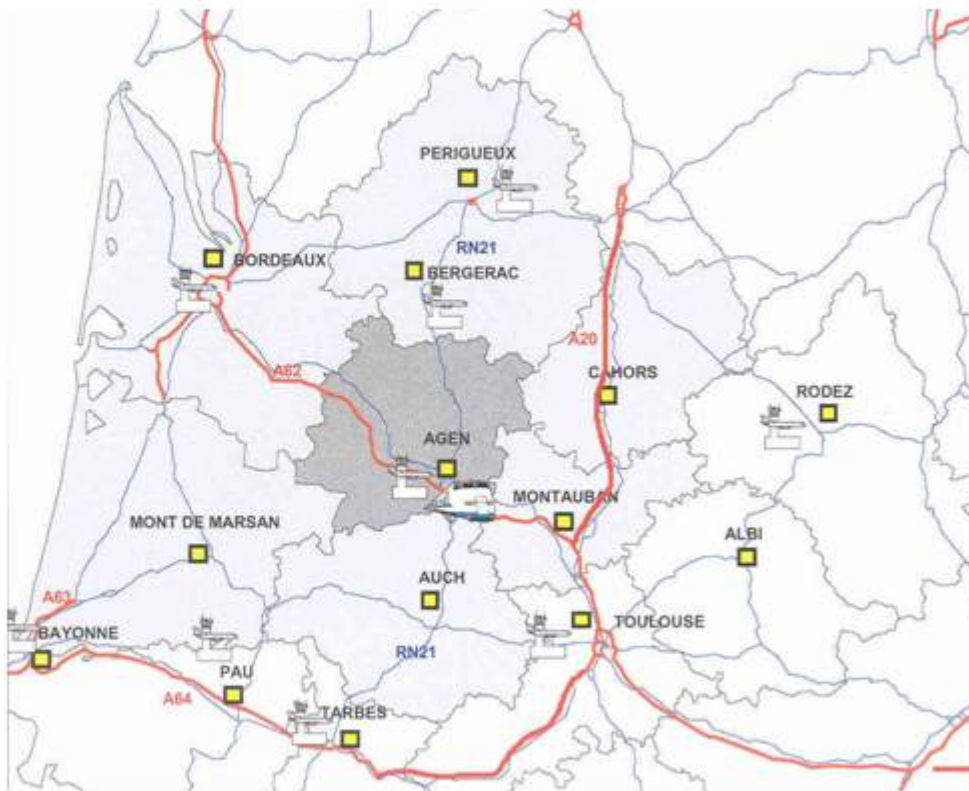 PERIGUEUX
RN21
BORDEAUX
BERGERAC
A20
A62
CAHORS
RODEZ
AGEN
MONTAUBAN
MONT DE MARSAN
ALBI
AUCH
A63
TOULOUSE
BAYONNE
RN21
PAU
A64
TARBES